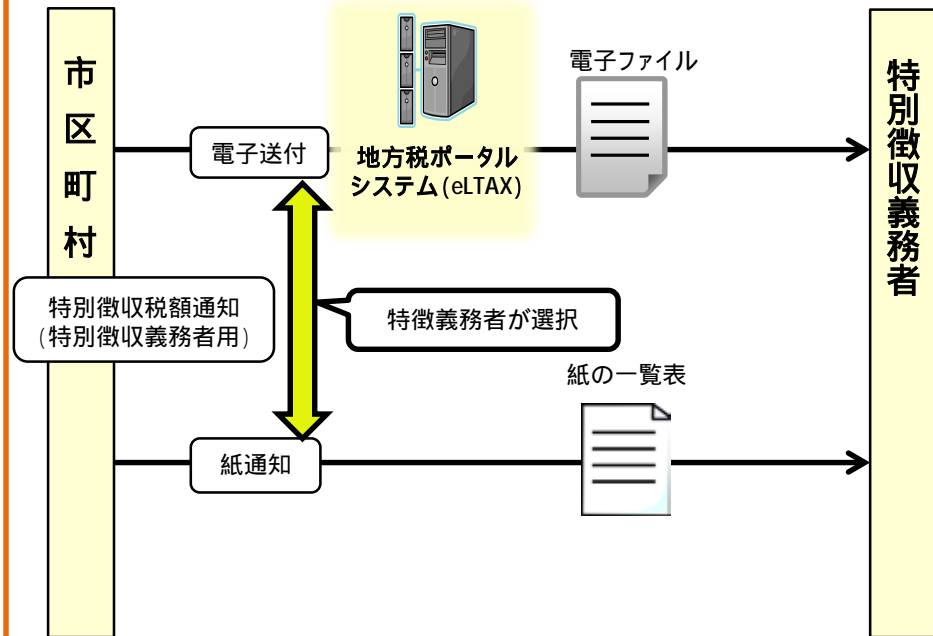 市区町村
電子送付
地方税ポータル
システム(eLTAX)
電子ファイル
特別徴収義務者
特別徴収税額通知
(特別徴収義務者用)
特徴義務者が選択
紙の一覧表
紙通知